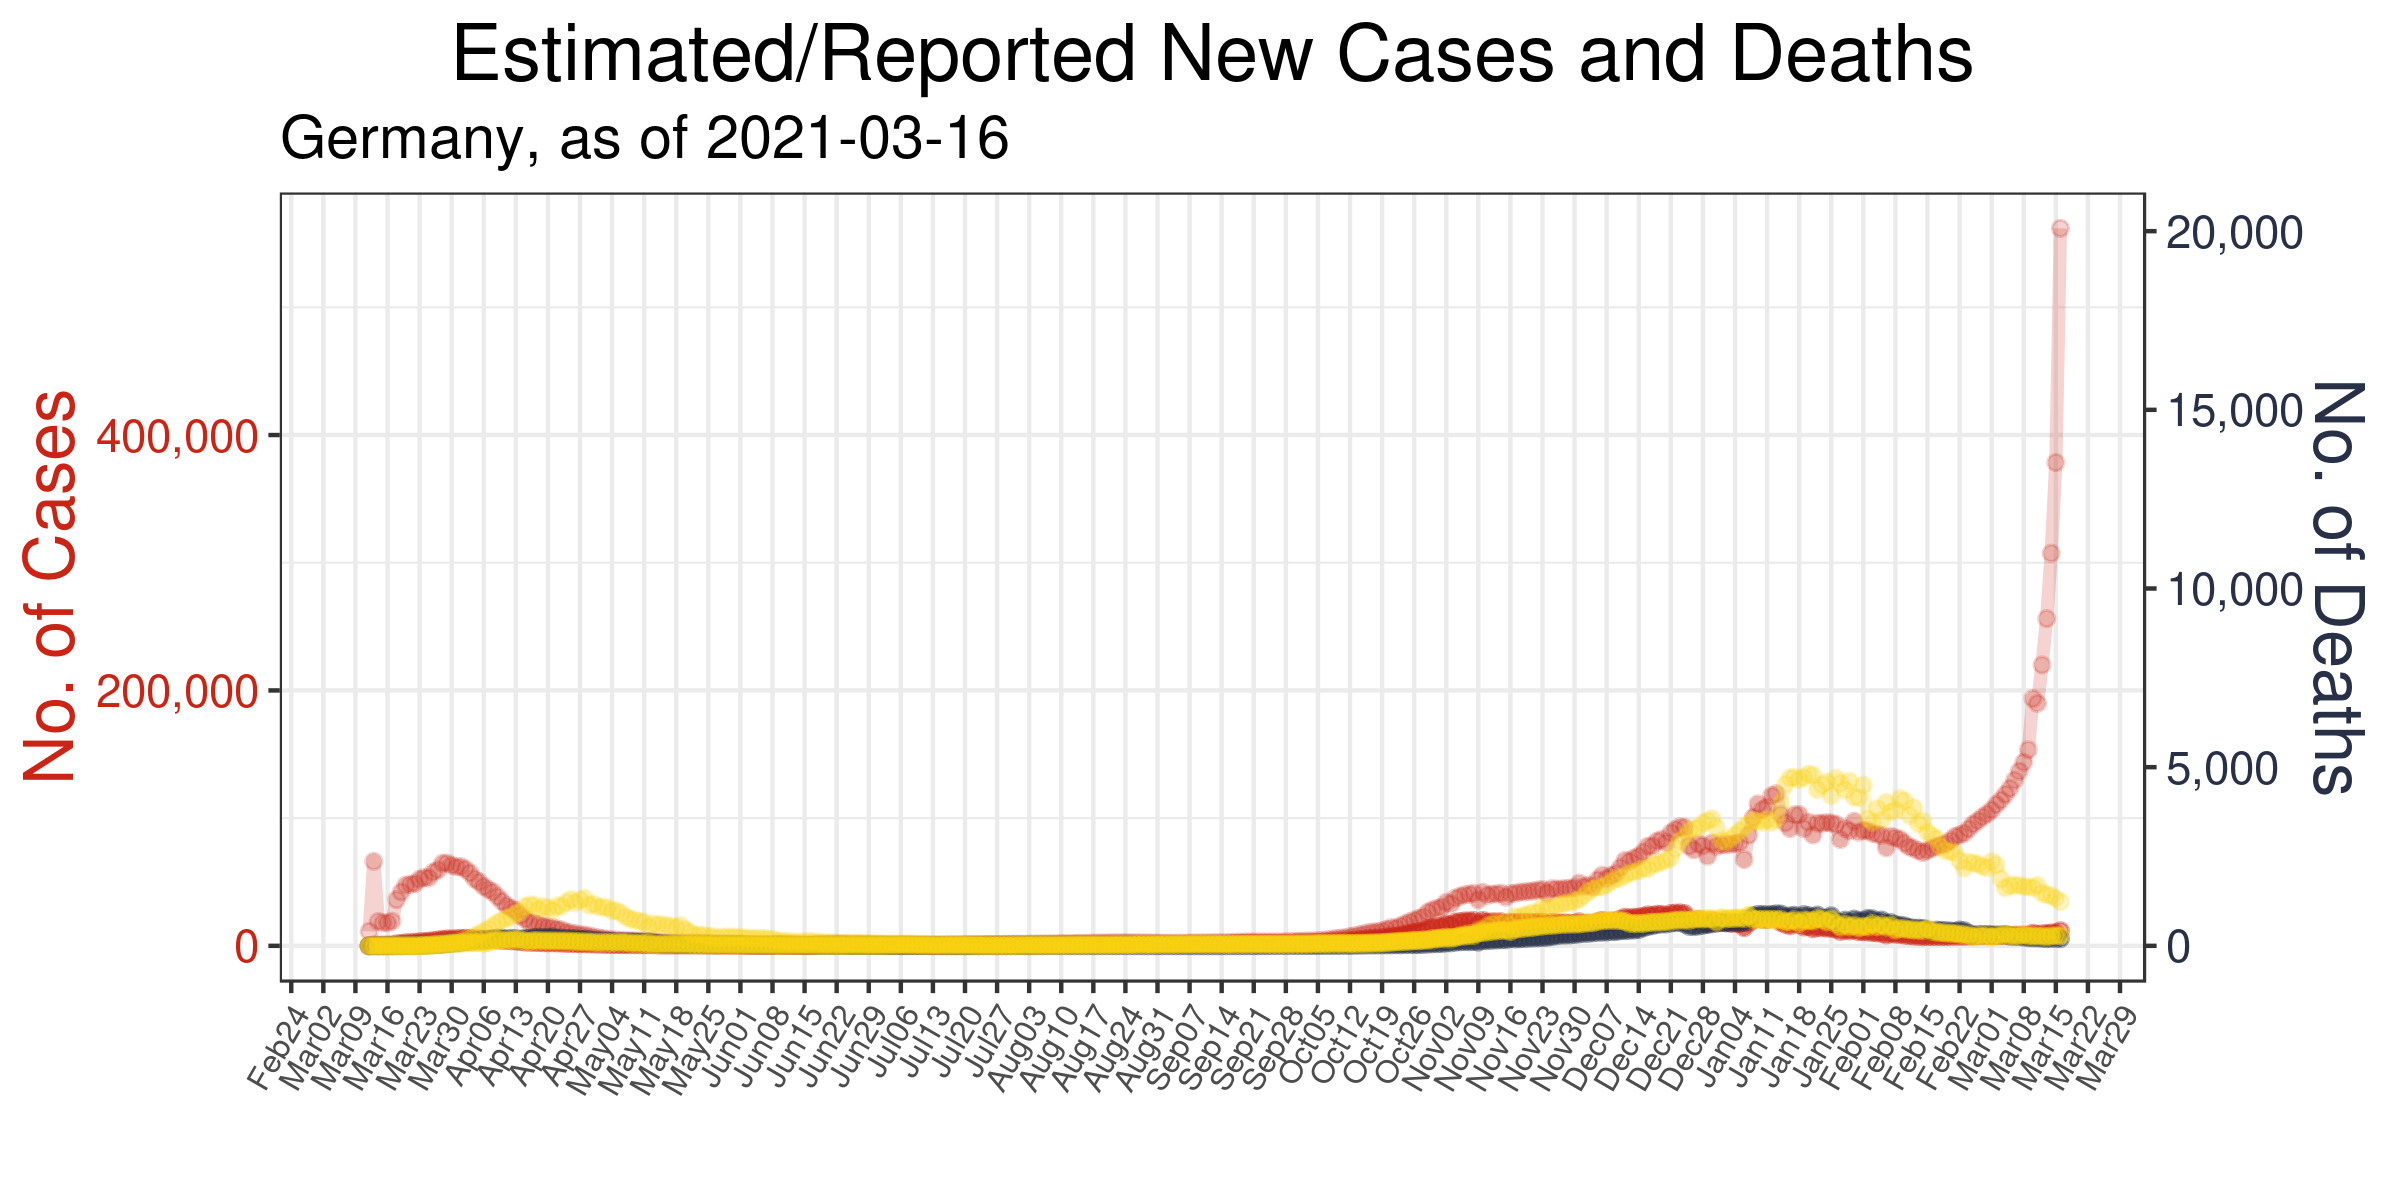 Estimated/Reported New Cases and Deaths
Germany, as of 2021-03-16
No. of Cases
400,000
200,000
0
20,000
15,000
10,000
5,000
0
No. of Deaths
Feb24
Mar02
Mar09
Mar16
Mar23
Mar30
Apr06
Apr13
Apr20
Apr27
May04
May11
May18
May25
Jun01
Jun08
Jun15
Jun22
Jun29
Jul06
Jul13
Jul20
Jul27
Aug03
Aug10
Aug17
Aug24
Aug31
Sep07
Sep14
Sep21
Sep28
Oct05
Oct12
Oct19
Oct26
Nov02
Nov09
Nov16
Nov23
Nov30
Dec07
Dec14
Dec21
Dec28
Jan04
Jan11
Jan18
Jan25
Feb01
Feb08
Feb15
Feb22
Mar01
Mar08
Mar15
Mar22
Mar29